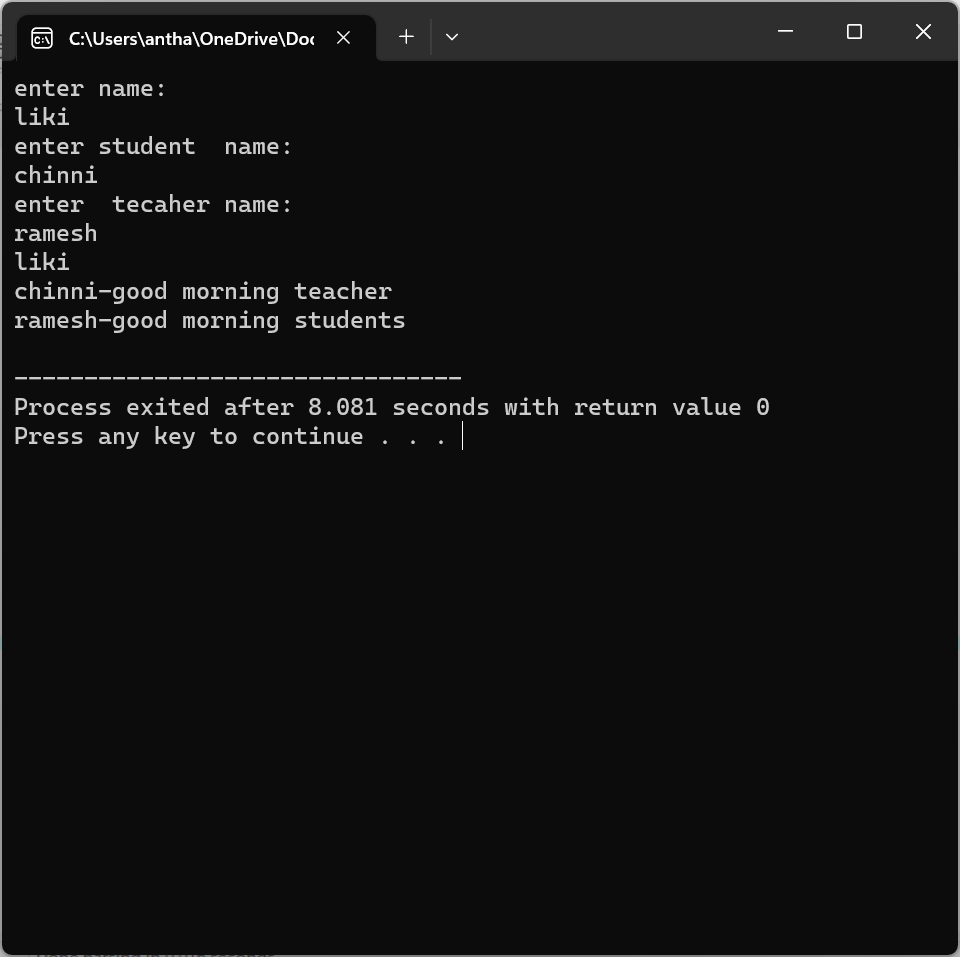 C:\Users\antha\OneDrive\Doc
enter name:
liki
enter student  name:
chinni
enter  tecaher name:
ramesh
liki
chinni-good morning teacher
ramesh-good morning students
--------------------------------
Process exited after 8.081 seconds with return value 0
Press any key to continue . . .